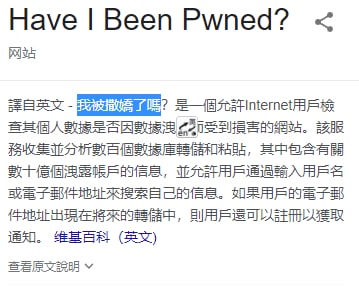 Have I Been Pwned?
网站
譯自英文 - 我被撒嬌了嗎? 是一個允許Internet用戶檢
查其個人數據是否因數據洩 而受到損害的網站。該服
務收集並分析數百個數據庫轉儲和粘貼，其中包含有關
數十億個洩露帳戶的信息，並允許用戶通過輸入用戶名
或電子郵件地址來搜索自己的信息。如果用戶的電子郵
件地址出現在將來的轉儲中，則用戶還可以註冊以獲取
通知。 维基百科（英文)
查看原文說明